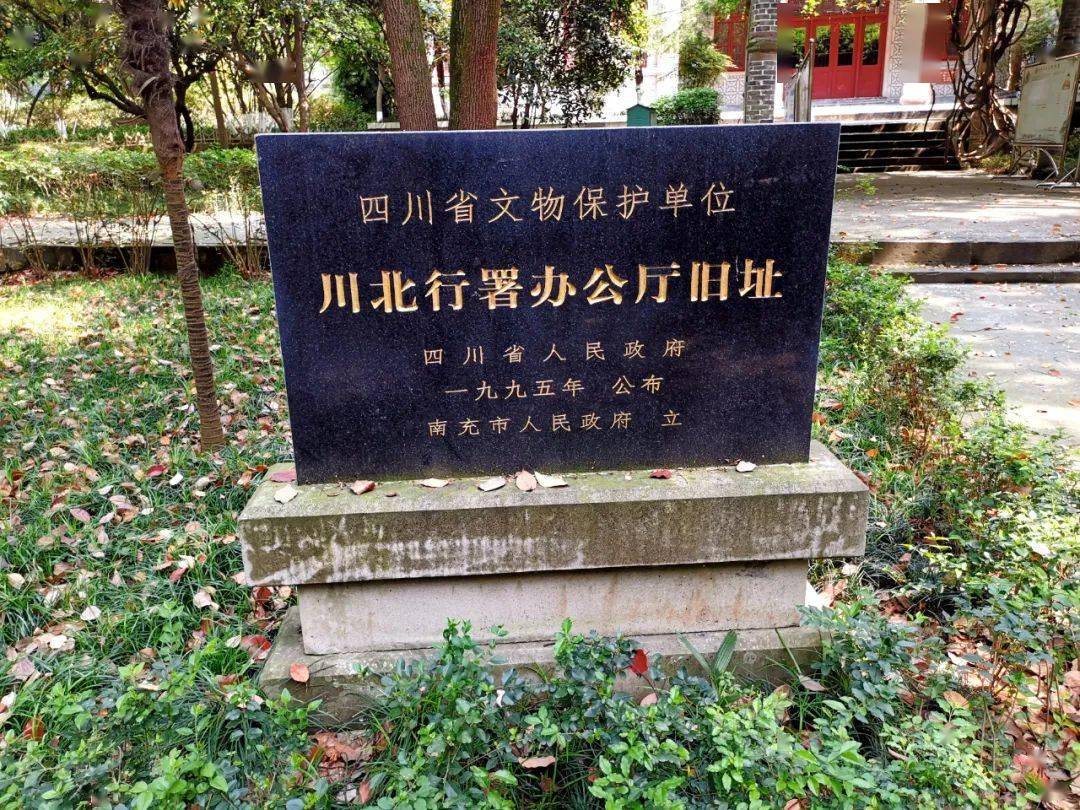 四川省文物保护单位
川北行署办公厅旧址
四川省人民政府
一九九五年 公布
南充市人民政府 立